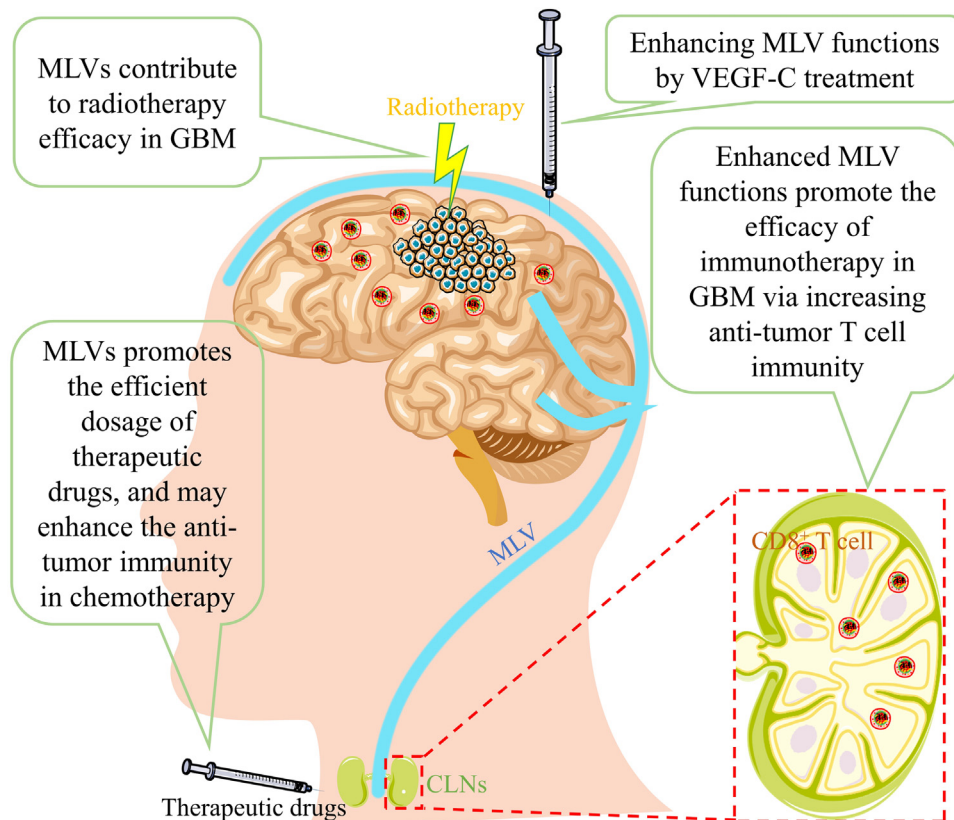 MLVs contribute
to radiotherapy
efficacy in GBM
Radiotherapy
Enhancing MLV functions
by VEGF-C treatment
Enhanced MLV
functions promote the
efficacy of
immunotherapy in
GBM via increasing
anti-tumor T cell
immunity
MLVs promotes
the efficient
dosage of
therapeutic
drugs, and may
enhance the anti-
tumor immunity
in chemotherapy
MLV
CD8+ T cell
CLNs
Therapeutic drugs